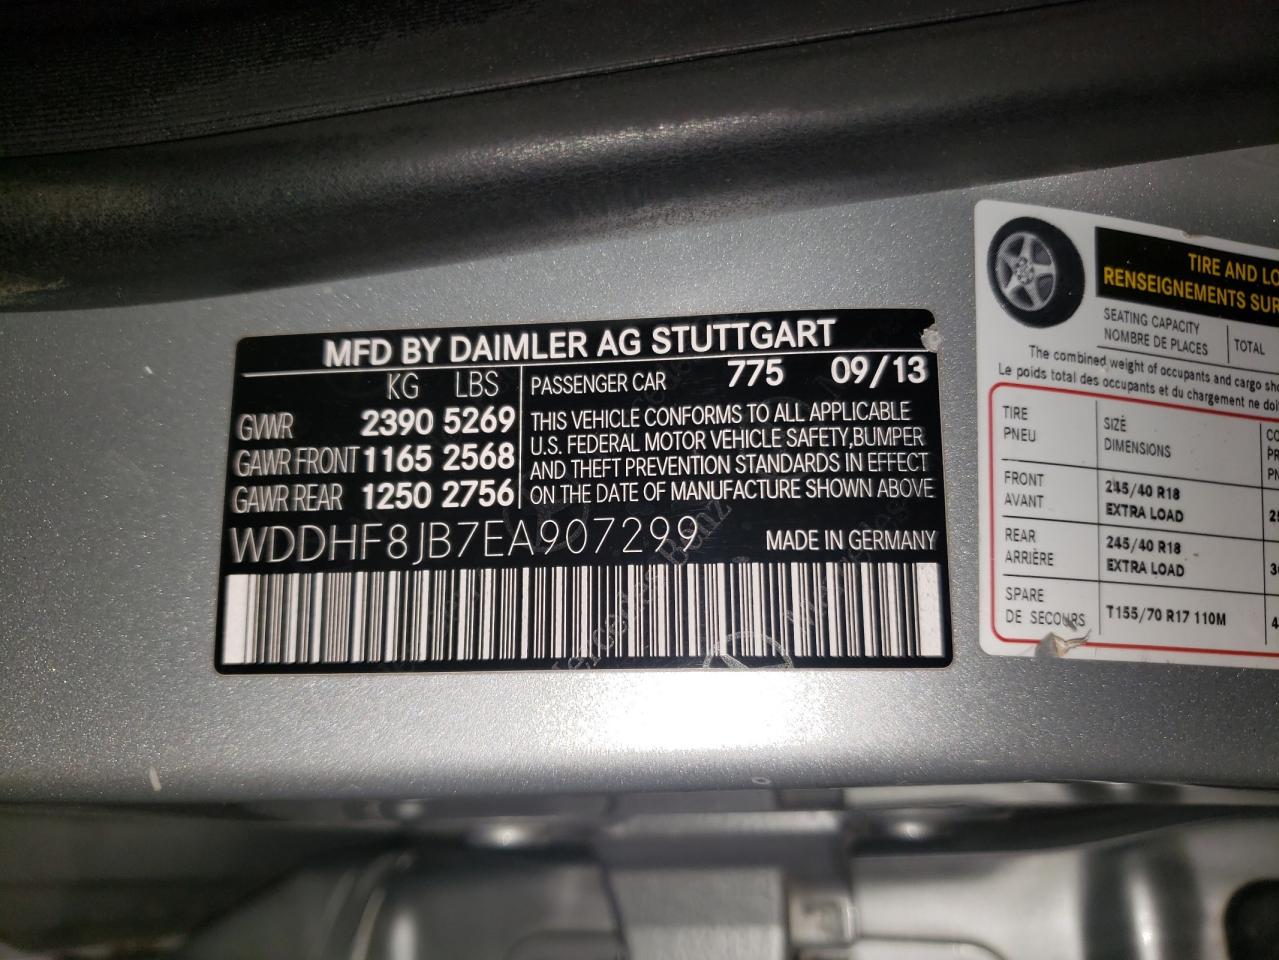 MFD BY DAIMLER AG STUTTGART
KG LBS
GVWR 2390 5269
GAWR FRONT 1165 2568
GAWR REAR 1250 2756
PASSENGER CAR 775 09/13
THIS VEHICLE CONFORMS TO ALL APPLICABLE
U.S. FEDERAL MOTOR VEHICLE SAFETY,BUMPER
AND THEFT PREVENTION STANDARDS IN EFFECT
ON THE DATE OF MANUFACTURE SHOWN ABOVE
WDDHF8JB7EA907299 MADE IN GERMANY
Mercedes Benz
TIRE AND
RENSEIGNEMENTS SUR
SEATING CAPACITY
NOMBRE DE PLACES
TOTAL
The combined weight of occupants and cargo
Le poids total des occupants et du chargement ne
TIRE
PNEU
SIZE
DIMENSIONS
FRONT
AVANT
245/40 R18
EXTRA LOAD
REAR
ARRIÈRE
245/40 R18
EXTRA LOAD
SPARE
DE SECOURS
T155/70 R17 110M